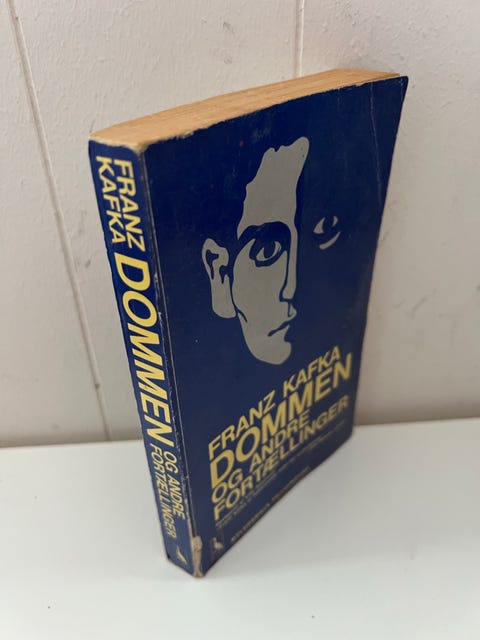 FRANZ
KAFKA
DOMMEN
OG ANDRE
FORTÆLLINGER
FRANZ KAFKA
DOMMEN
OG ANDRE
FORTÆLLINGER